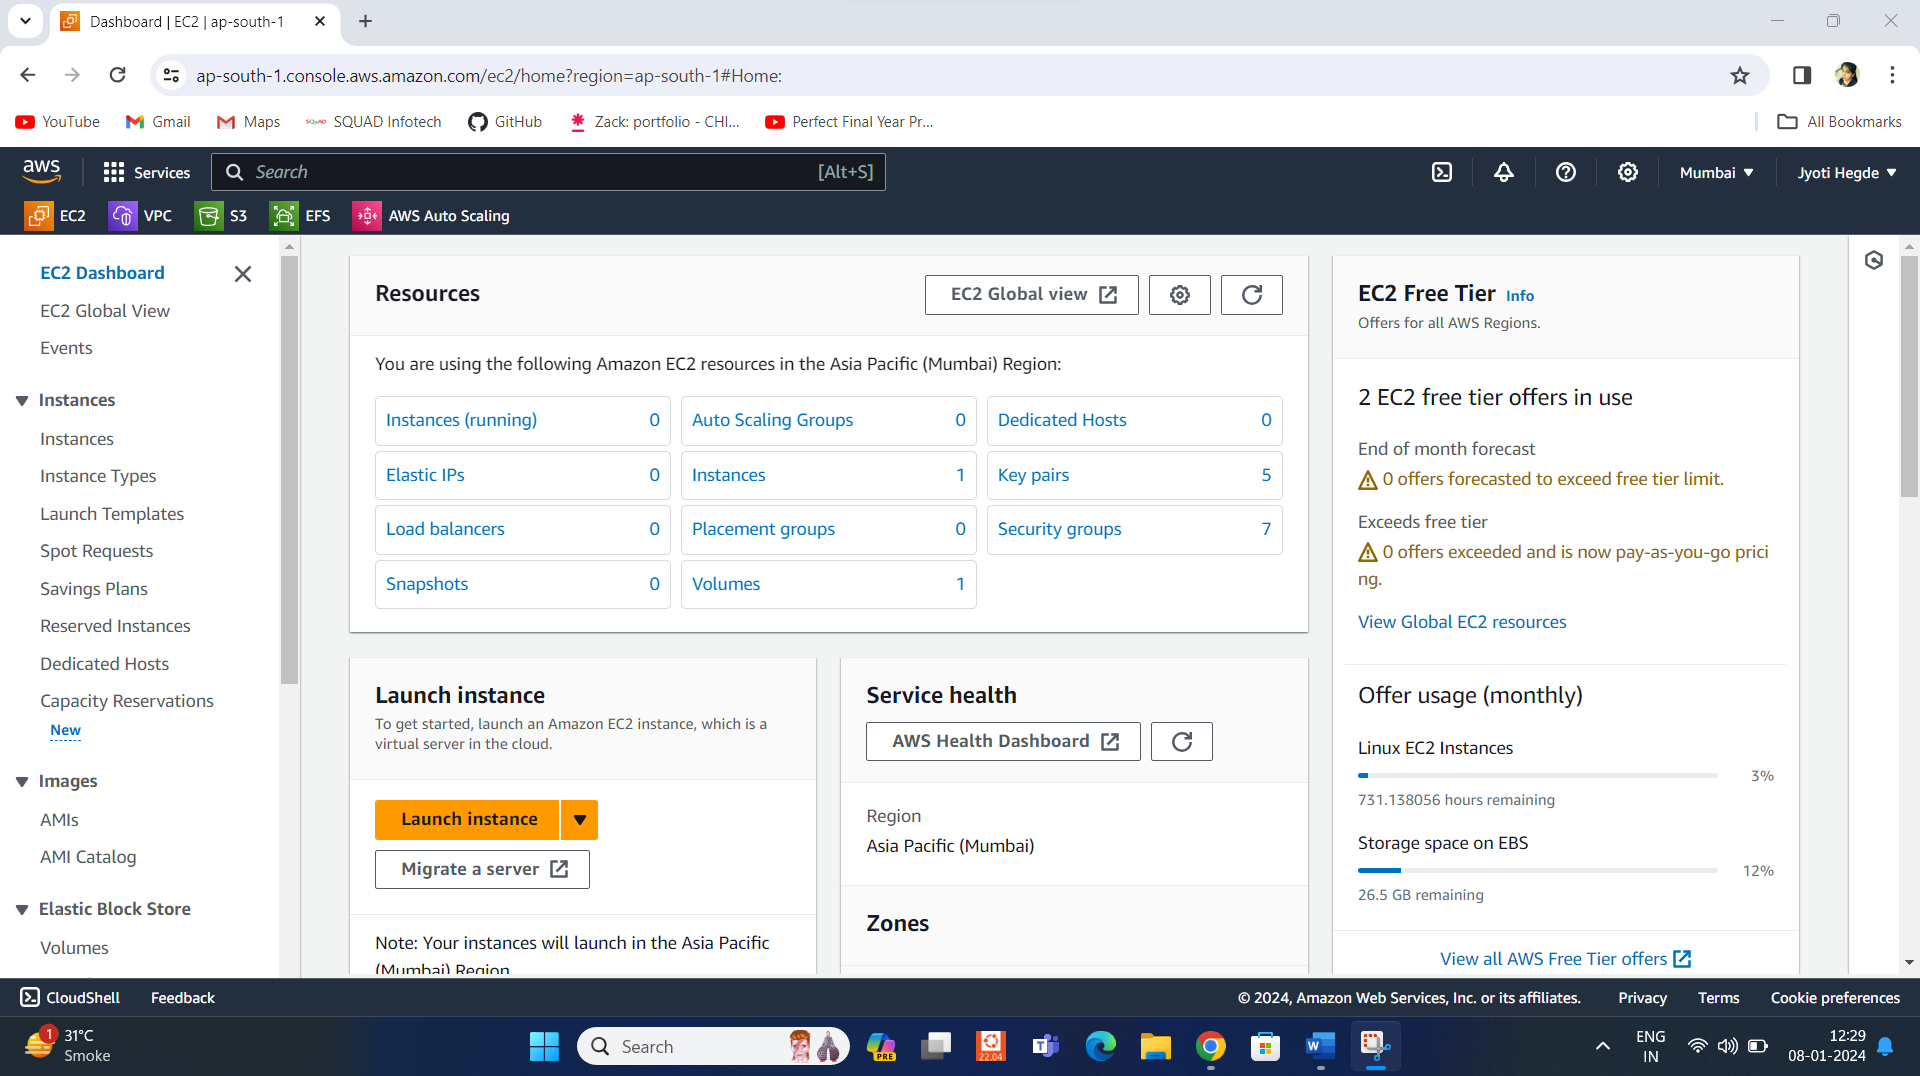 Dashboard | EC2 | ap-south-1
ap-south-1.console.aws.amazon.com/ec2/home?region=ap-south-1#Home:
YouTube
Gmail
Maps
SQUAD Infotech
GitHub
Zack: portfolio - CHI...
Perfect Final Year Pr...
All Bookmarks
aws
Services
Search
[Alt+S]
Mumbai
Jyoti Hegde
EC2
VPC
S3
EFS
AWS Auto Scaling
EC2 Dashboard
EC2 Global View
Events
Instances
Instances
Instance Types
Launch Templates
Spot Requests
Savings Plans
Reserved Instances
Dedicated Hosts
Capacity Reservations
New
Images
AMIs
AMI Catalog
Elastic Block Store
Volumes
Resources
EC2 Global view
You are using the following Amazon EC2 resources in the Asia Pacific (Mumbai) Region:
Instances (running) 0
Auto Scaling Groups 0
Dedicated Hosts 0
Elastic IPs 0
Instances 1
Key pairs 5
Load balancers 0
Placement groups 0
Security groups 7
Snapshots 0
Volumes 1
Launch instance
To get started, launch an Amazon EC2 instance, which is a
virtual server in the cloud.
Launch instance
Migrate a server
Note: Your instances will launch in the Asia Pacific
(Mumbai) Region
Service health
AWS Health Dashboard
Region
Asia Pacific (Mumbai)
Zones
EC2 Free Tier Info
Offers for all AWS Regions.
2 EC2 free tier offers in use
End of month forecast
0 offers forecasted to exceed free tier limit.
Exceeds free tier
0 offers exceeded and is now pay-as-you-go prici
ng.
View Global EC2 resources
Offer usage (monthly)
Linux EC2 Instances
3%
731.138056 hours remaining
Storage space on EBS
12%
26.5 GB remaining
View all AWS Free Tier offers
CloudShell
Feedback
© 2024, Amazon Web Services, Inc. or its affiliates.
Privacy
Terms
Cookie preferences
1
31°C
Smoke
Search
PRE
22.04
ENG
IN
12:29
08-01-2024